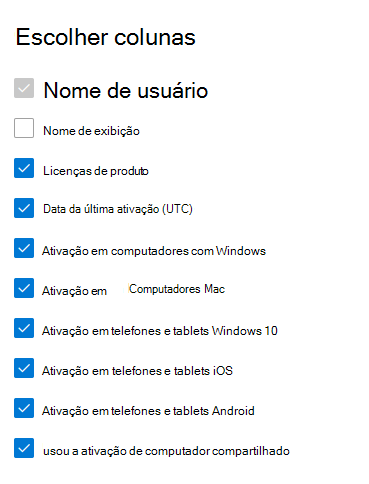 Escolher colunas
Nome de usuário
Nome de exibição
Licenças de produto
Data da última ativação (UTC)
Ativação em computadores com Windows
Ativação em Computadores Mac
Ativação em telefones e tablets Windows 10
Ativação em telefones e tablets iOS
Ativação em telefones e tablets Android
usou a ativação de computador compartilhado